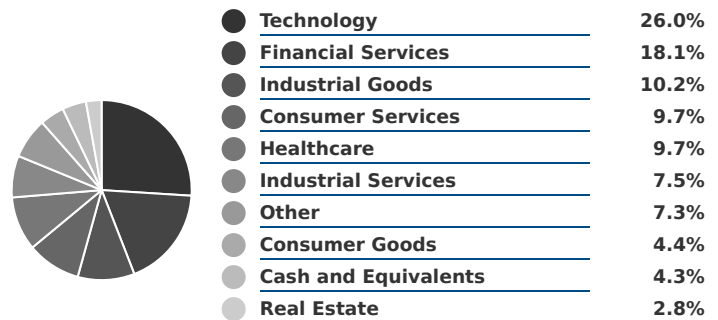 Technology 26.0%
Financial Services 18.1%
Industrial Goods 10.2%
Consumer Services 9.7%
Healthcare 9.7%
Industrial Services 7.5%
Other 7.3%
Consumer Goods 4.4%
Cash and Equivalents 4.3%
Real Estate 2.8%